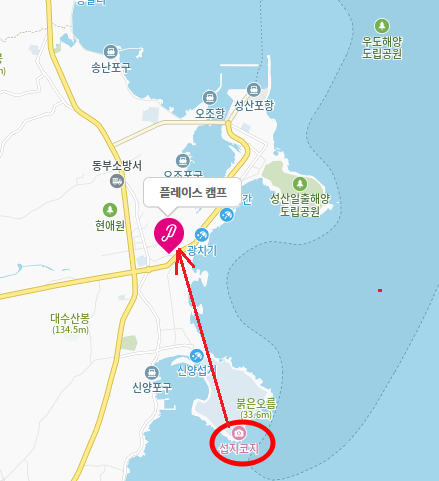 우도해양
도립공원
송난포구
오조항
성산포항
동부소방서
오조포구
플레이스 캠프
간
성산일출해양
도립공원
현애원
광치기
대수산봉
(134.5m)
신양섭지
신양포구
붉은오름
(33.6m)
섭지코지